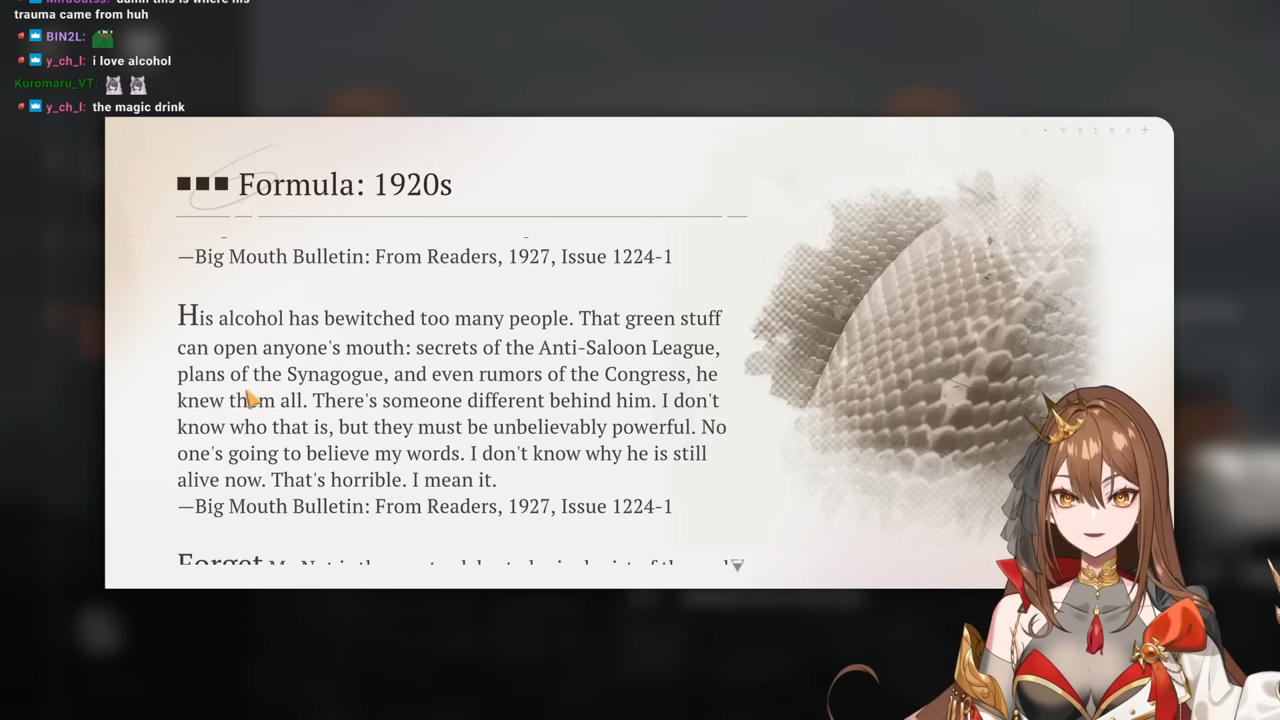 trauma came from huh
BIN2L:
y_ch_l: i love alcohol
Kuromaru_VT:
y_ch_l: the magic drink
Formula: 1920s
—Big Mouth Bulletin: From Readers, 1927, Issue 1224-1
His alcohol has bewitched too many people. That green stuff
can open anyone's mouth: secrets of the Anti-Saloon League,
plans of the Synagogue, and even rumors of the Congress, he
knew them all. There's someone different behind him. I don't
know who that is, but they must be unbelievably powerful. No
one's going to believe my words. I don't know why he is still
alive now. That's horrible. I mean it.
—Big Mouth Bulletin: From Readers, 1927, Issue 1224-1
Forget